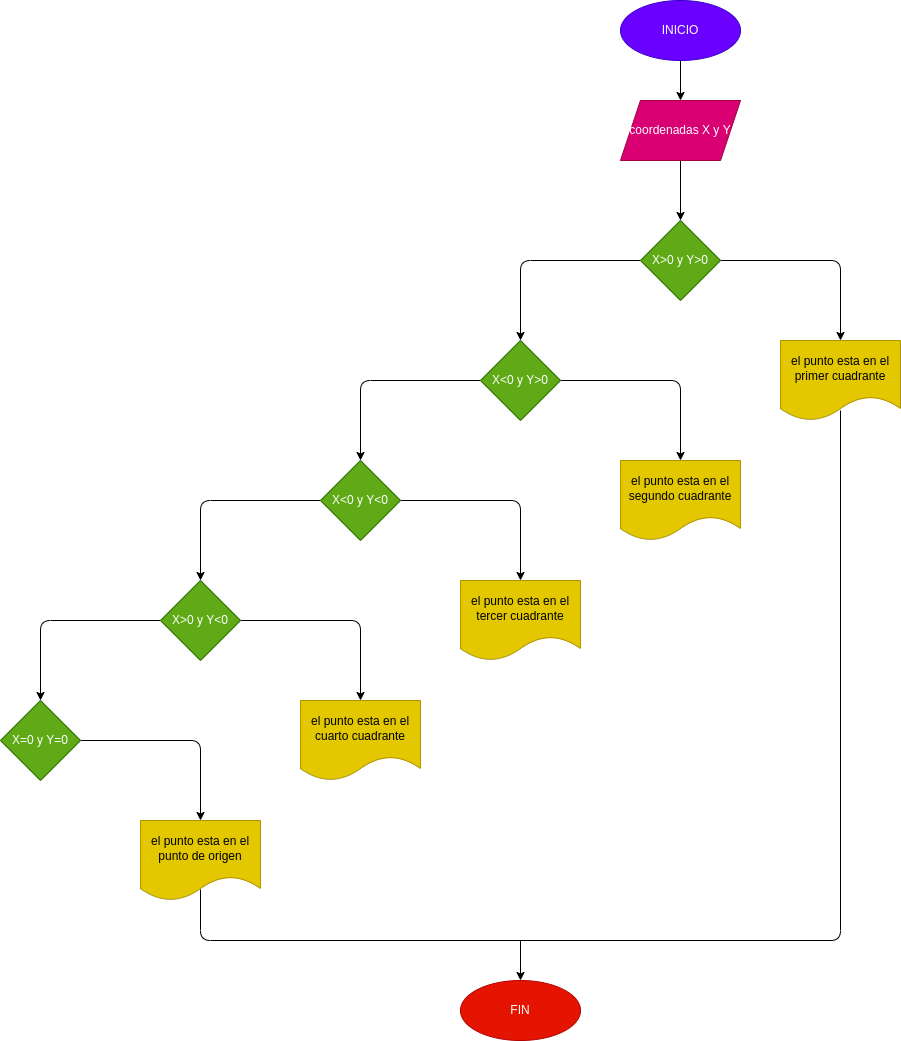 INICIO
coordenadas X y Y
X>0 y Y>0
X<0 y Y>0
el punto esta en el
primer cuadrante
X<0 y Y<0
el punto esta en el
segundo cuadrante
X>0 y Y<0
el punto esta en el
tercer cuadrante
X=0 y Y=0
el punto esta en el
cuarto cuadrante
el punto esta en el
punto de origen
FIN